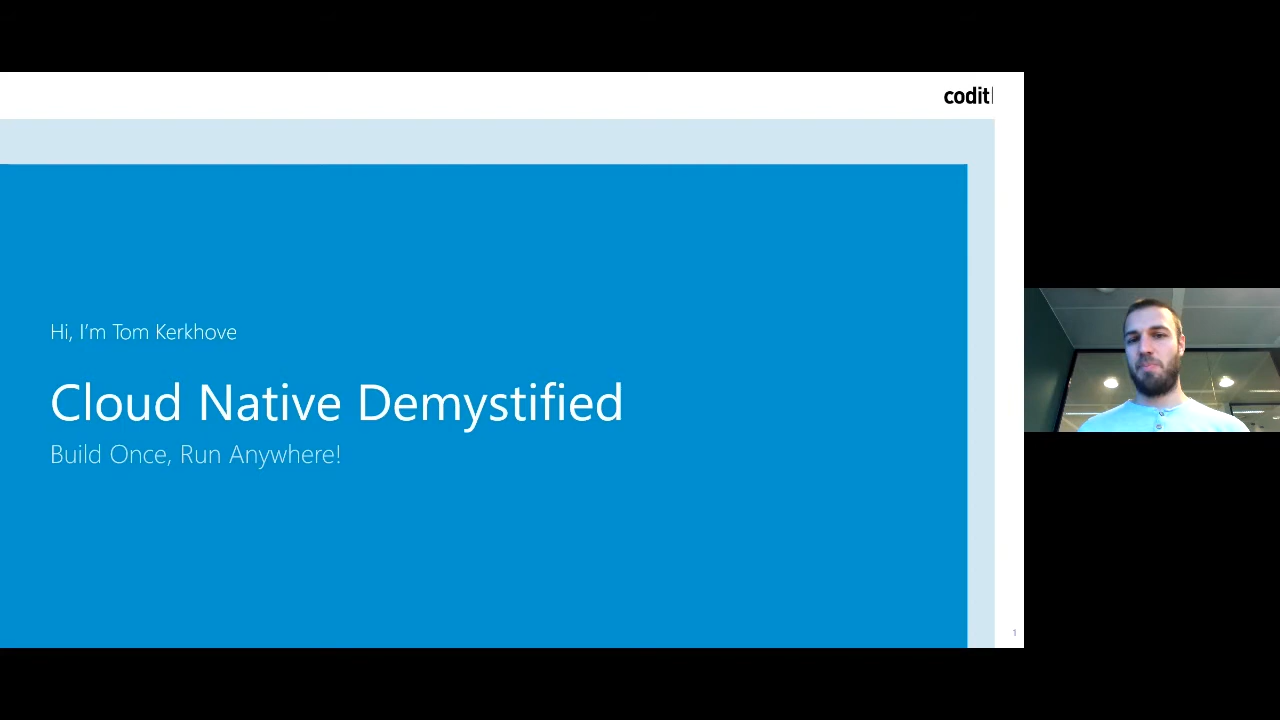 codit
Hi, I'm Tom Kerkhove
Cloud Native Demystified
Build Once, Run Anywhere!
1